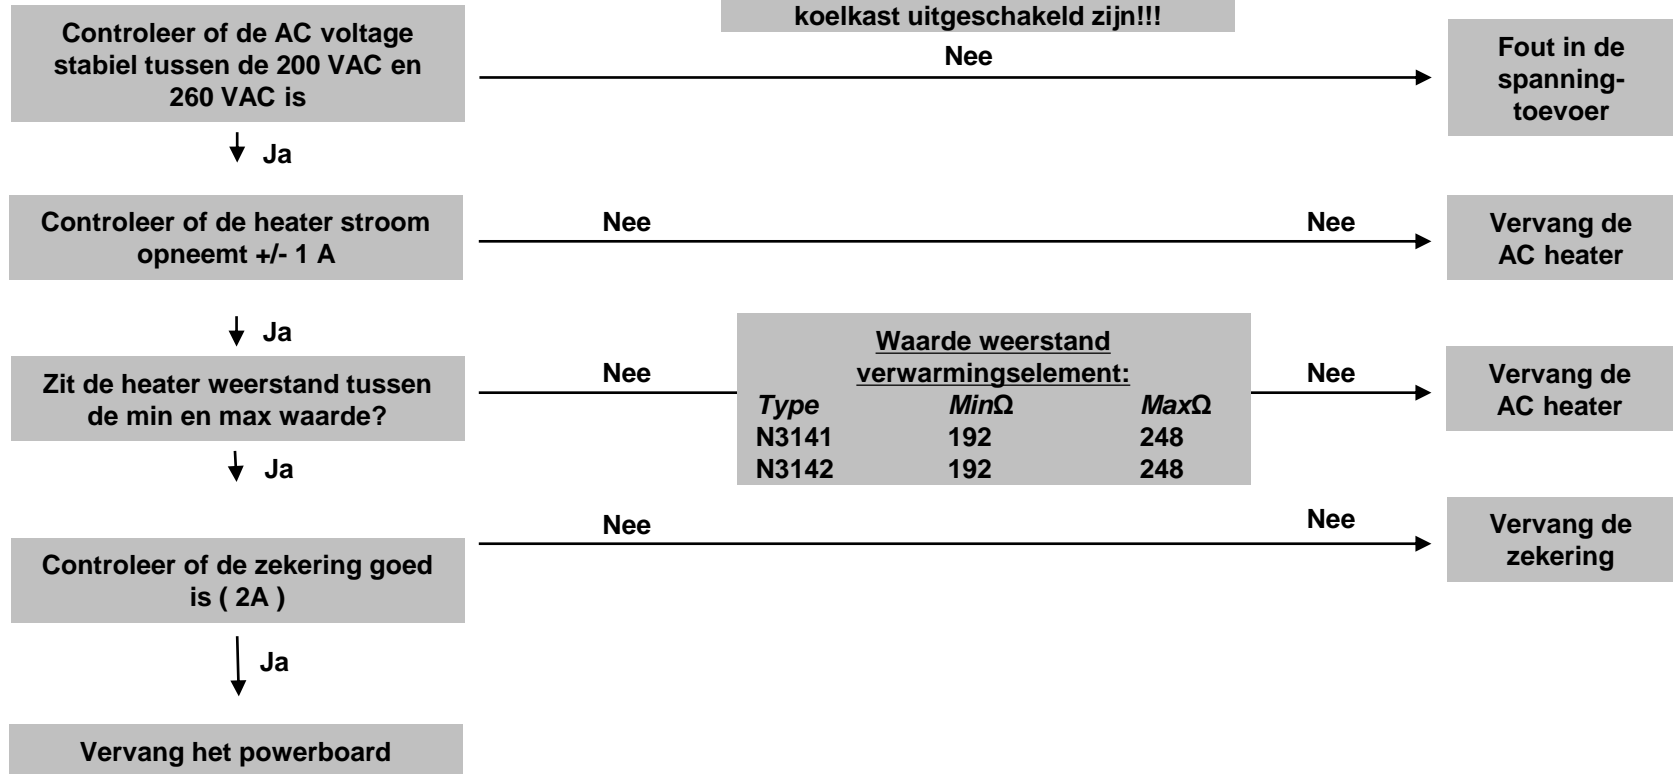 koelkast uitgeschakeld zijn!!!
Controleer of de AC voltage
stabiel tussen de 200 VAC en
260 VAC is
Nee
Fout in de
spanning-
toevoer
Ja
Controleer of de heater stroom
opneemt +/- 1 A
Nee
Nee
Vervang de
AC heater
Ja
Zit de heater weerstand tussen
de min en max waarde?
Nee
Waarde weerstand
verwarmingselement:
Type MinΩ MaxΩ
N3141 192 248
N3142 192 248
Nee
Vervang de
AC heater
Ja
Controleer of de zekering goed
is ( 2A )
Nee
Nee
Vervang de
zekering
Ja
Vervang het powerboard